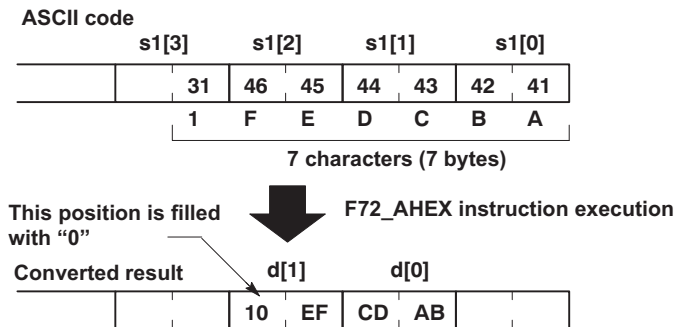 ASCII code
s1[3] s1[2] s1[1] s1[0]
31 46 45 44 43 42 41
1 F E D C B A
7 characters (7 bytes)
This position is filled
with “0”
F72_AHEX instruction execution
Converted result d[1] d[0]
10 EF CD AB